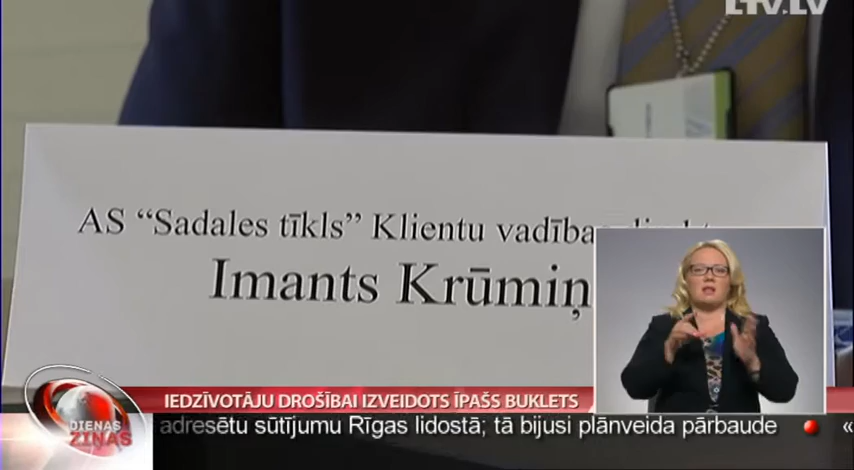 LTV.LV
AS “Sadales tīkls” Klientu vadības
Imants Krūmiņ
IEDZĪVOTĀJU DROŠĪBAI IZVEIDOTS ĪPAŠS BUKLETS
DIENAS
ZIŅAS
adresētu sūtījumu Rīgas lidostā; tā bijusi plānveida pārbaude «